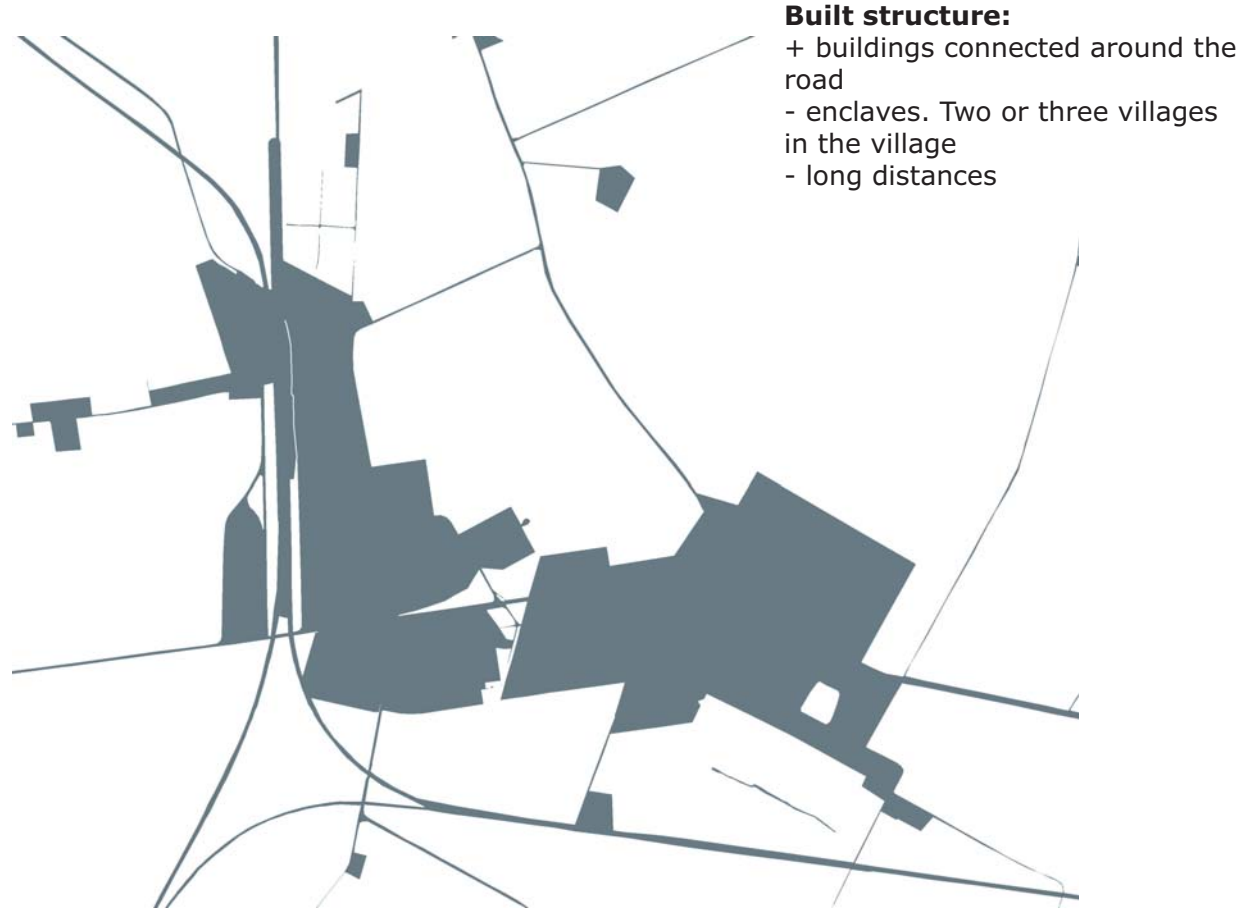 Built structure:
+ buildings connected around the
road
- enclaves. Two or three villages
in the village
- long distances